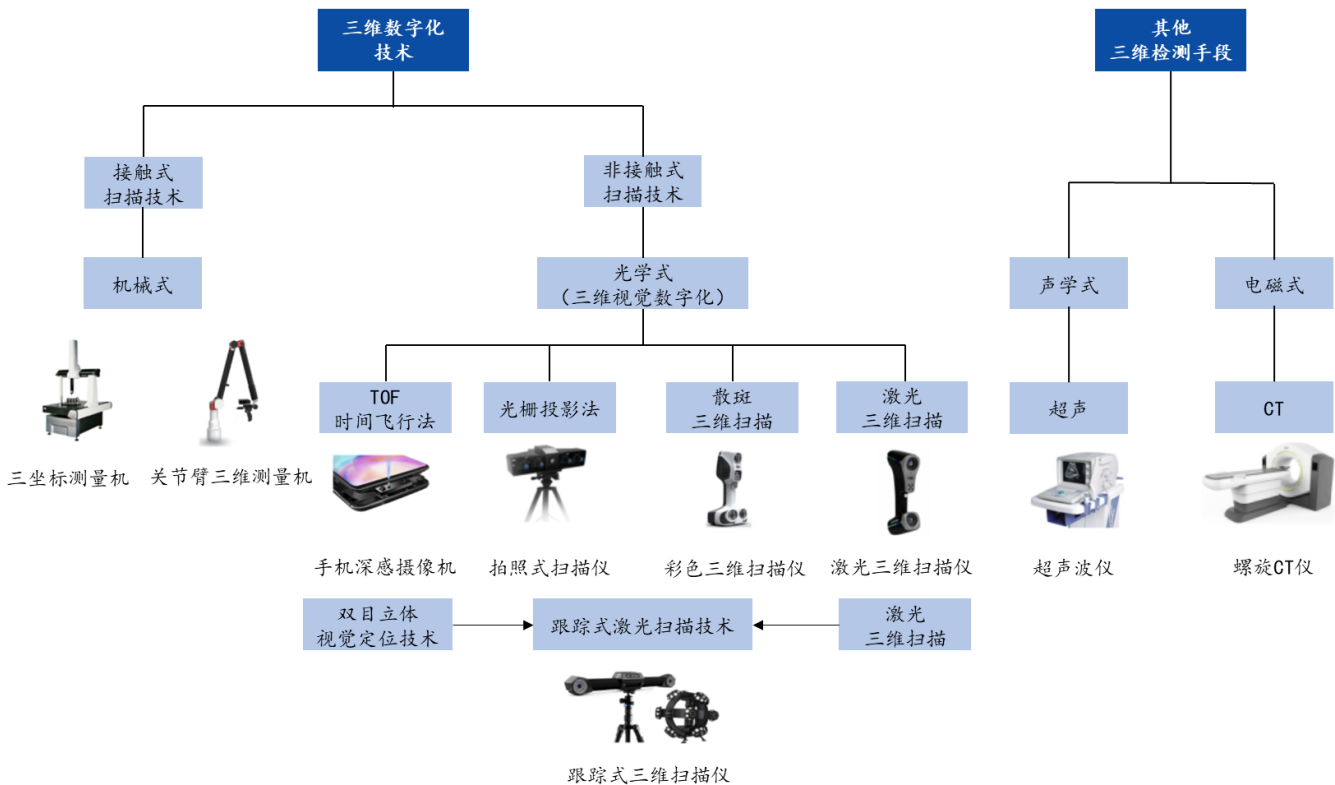 三维数字化
技术
其他
三维检测手段
接触式
扫描技术
非接触式
扫描技术
机械式
光学式
（三维视觉数字化）
声学式
电磁式
TOF
时间飞行法
光栅投影法
散斑
三维扫描
激光
三维扫描
超声
CT
三坐标测量机
关节臂三维测量机
手机深感摄像机
拍照式扫描仪
彩色三维扫描仪
激光三维扫描仪
超声波仪
螺旋CT仪
双目立体
视觉定位技术
跟踪式激光扫描技术
激光
三维扫描
跟踪式三维扫描仪